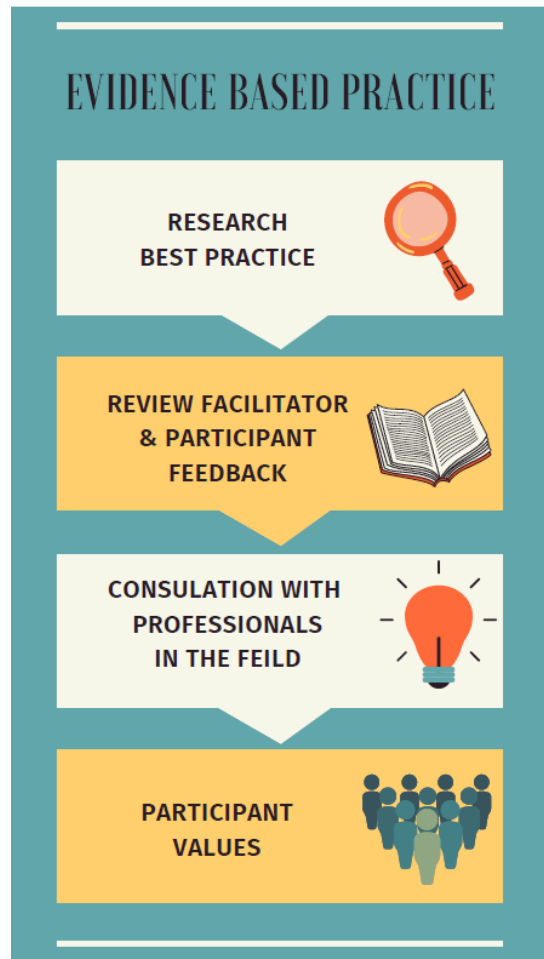 EVIDENCE BASED PRACTICE
RESEARCH
BEST PRACTICE
REVIEW FACILITATOR
& PARTICIPANT
FEEDBACK
CONSULATION WITH
PROFESSIONALS
IN THE FEILD
PARTICIPANT
VALUES